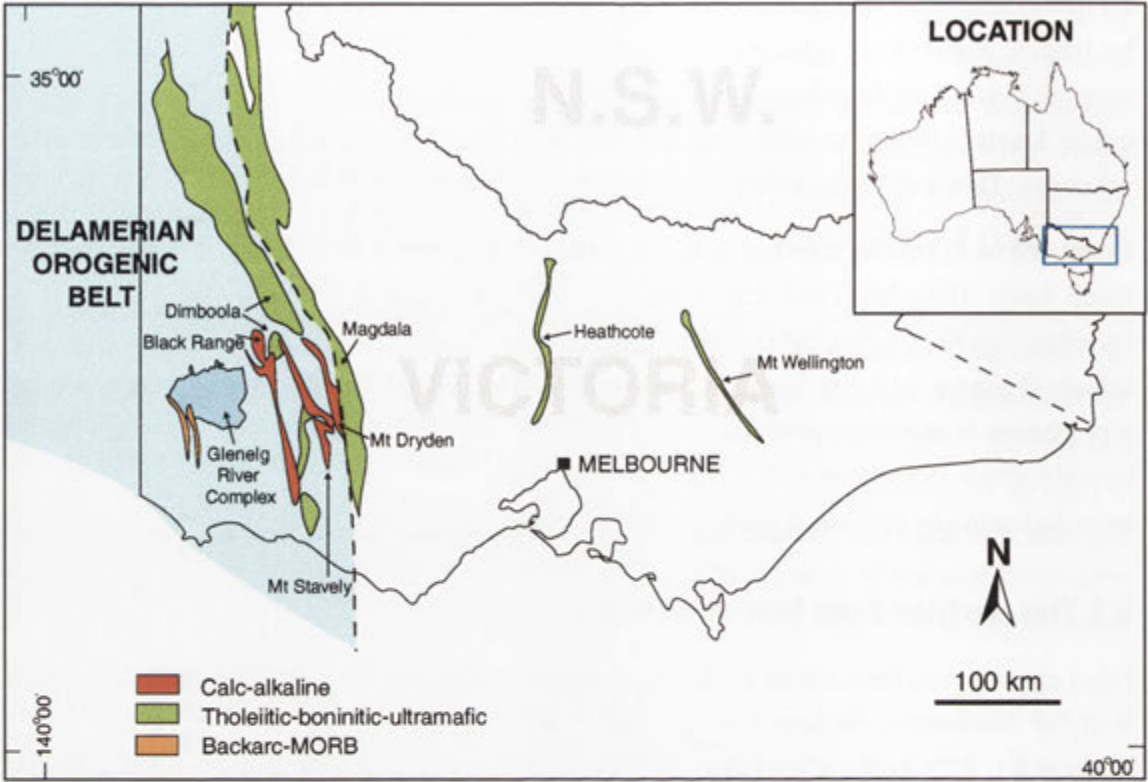 LOCATION
35°00'
N.S.W.
DELAMERIAN
OROGENIC
BELT
Dimboola
Black Range
Magdala
Heathcote
Mt Wellington
VICTORIA
Mt Dryden
Glenelg
River
Complex
MELBOURNE
Mt Stavely
N
100 km
Calc-alkaline
Tholeiitic-boninitic-ultramafic
Backarc-MORB
140°00'
40°00'